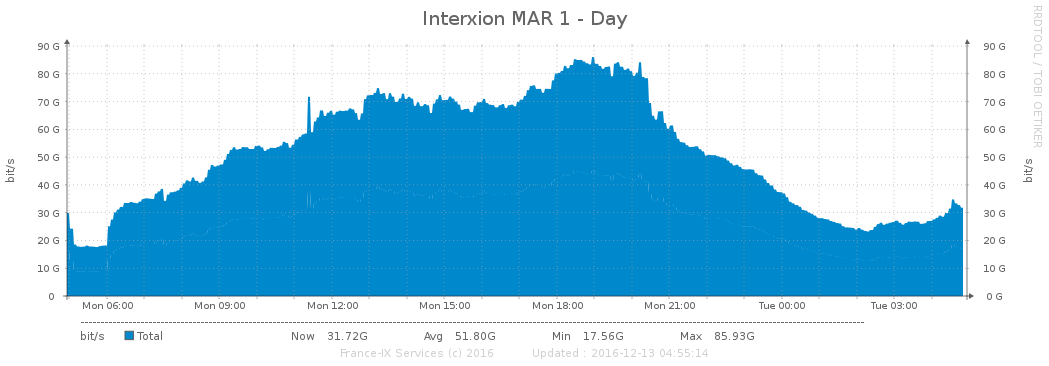 Interxion MAR 1 - Day
RRDTOOL / TOBI OETIKER
90 G 90 G
80 G 80 G
70 G 70 G
60 G 60 G
50 G 50 G
40 G 40 G
30 G 30 G
20 G 20 G
10 G 10 G
0 0 G
bit/s bit/s
Mon 06:00 Mon 09:00 Mon 12:00 Mon 15:00 Mon 18:00 Mon 21:00 Tue 00:00 Tue 03:00
bit/s Total Now 31.72G Avg 51.80G Min 17.56G Max 85.93G
France-IX Services (c) 2016 Updated : 2016-12-13 04:55:14